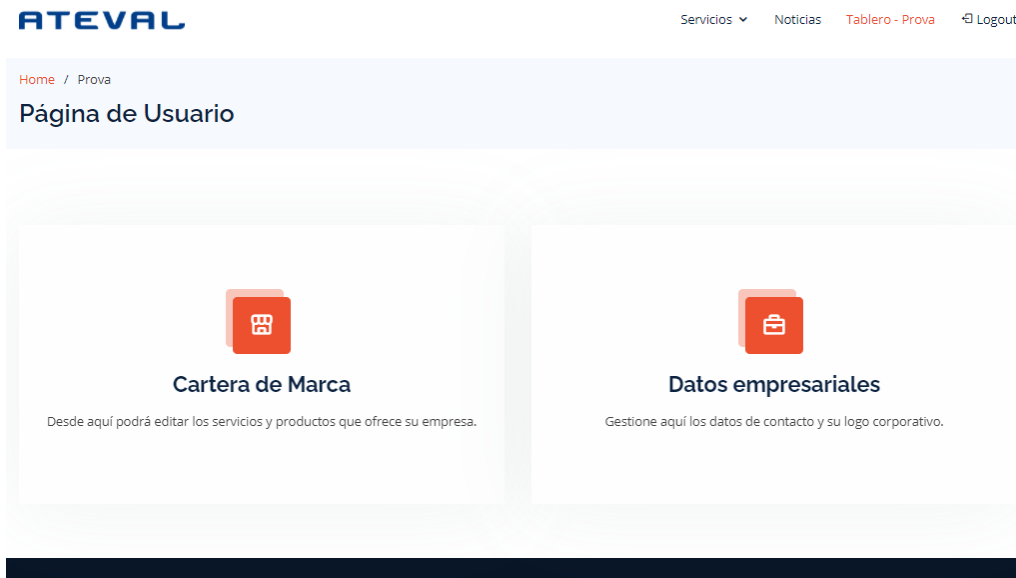 ATEVAL
Servicios Noticias Tablero - Prova Logout
Home / Prova
Página de Usuario
Cartera de Marca
Desde aquí podrá editar los servicios y productos que ofrece su empresa.
Datos empresariales
Gestione aquí los datos de contacto y su logo corporativo.